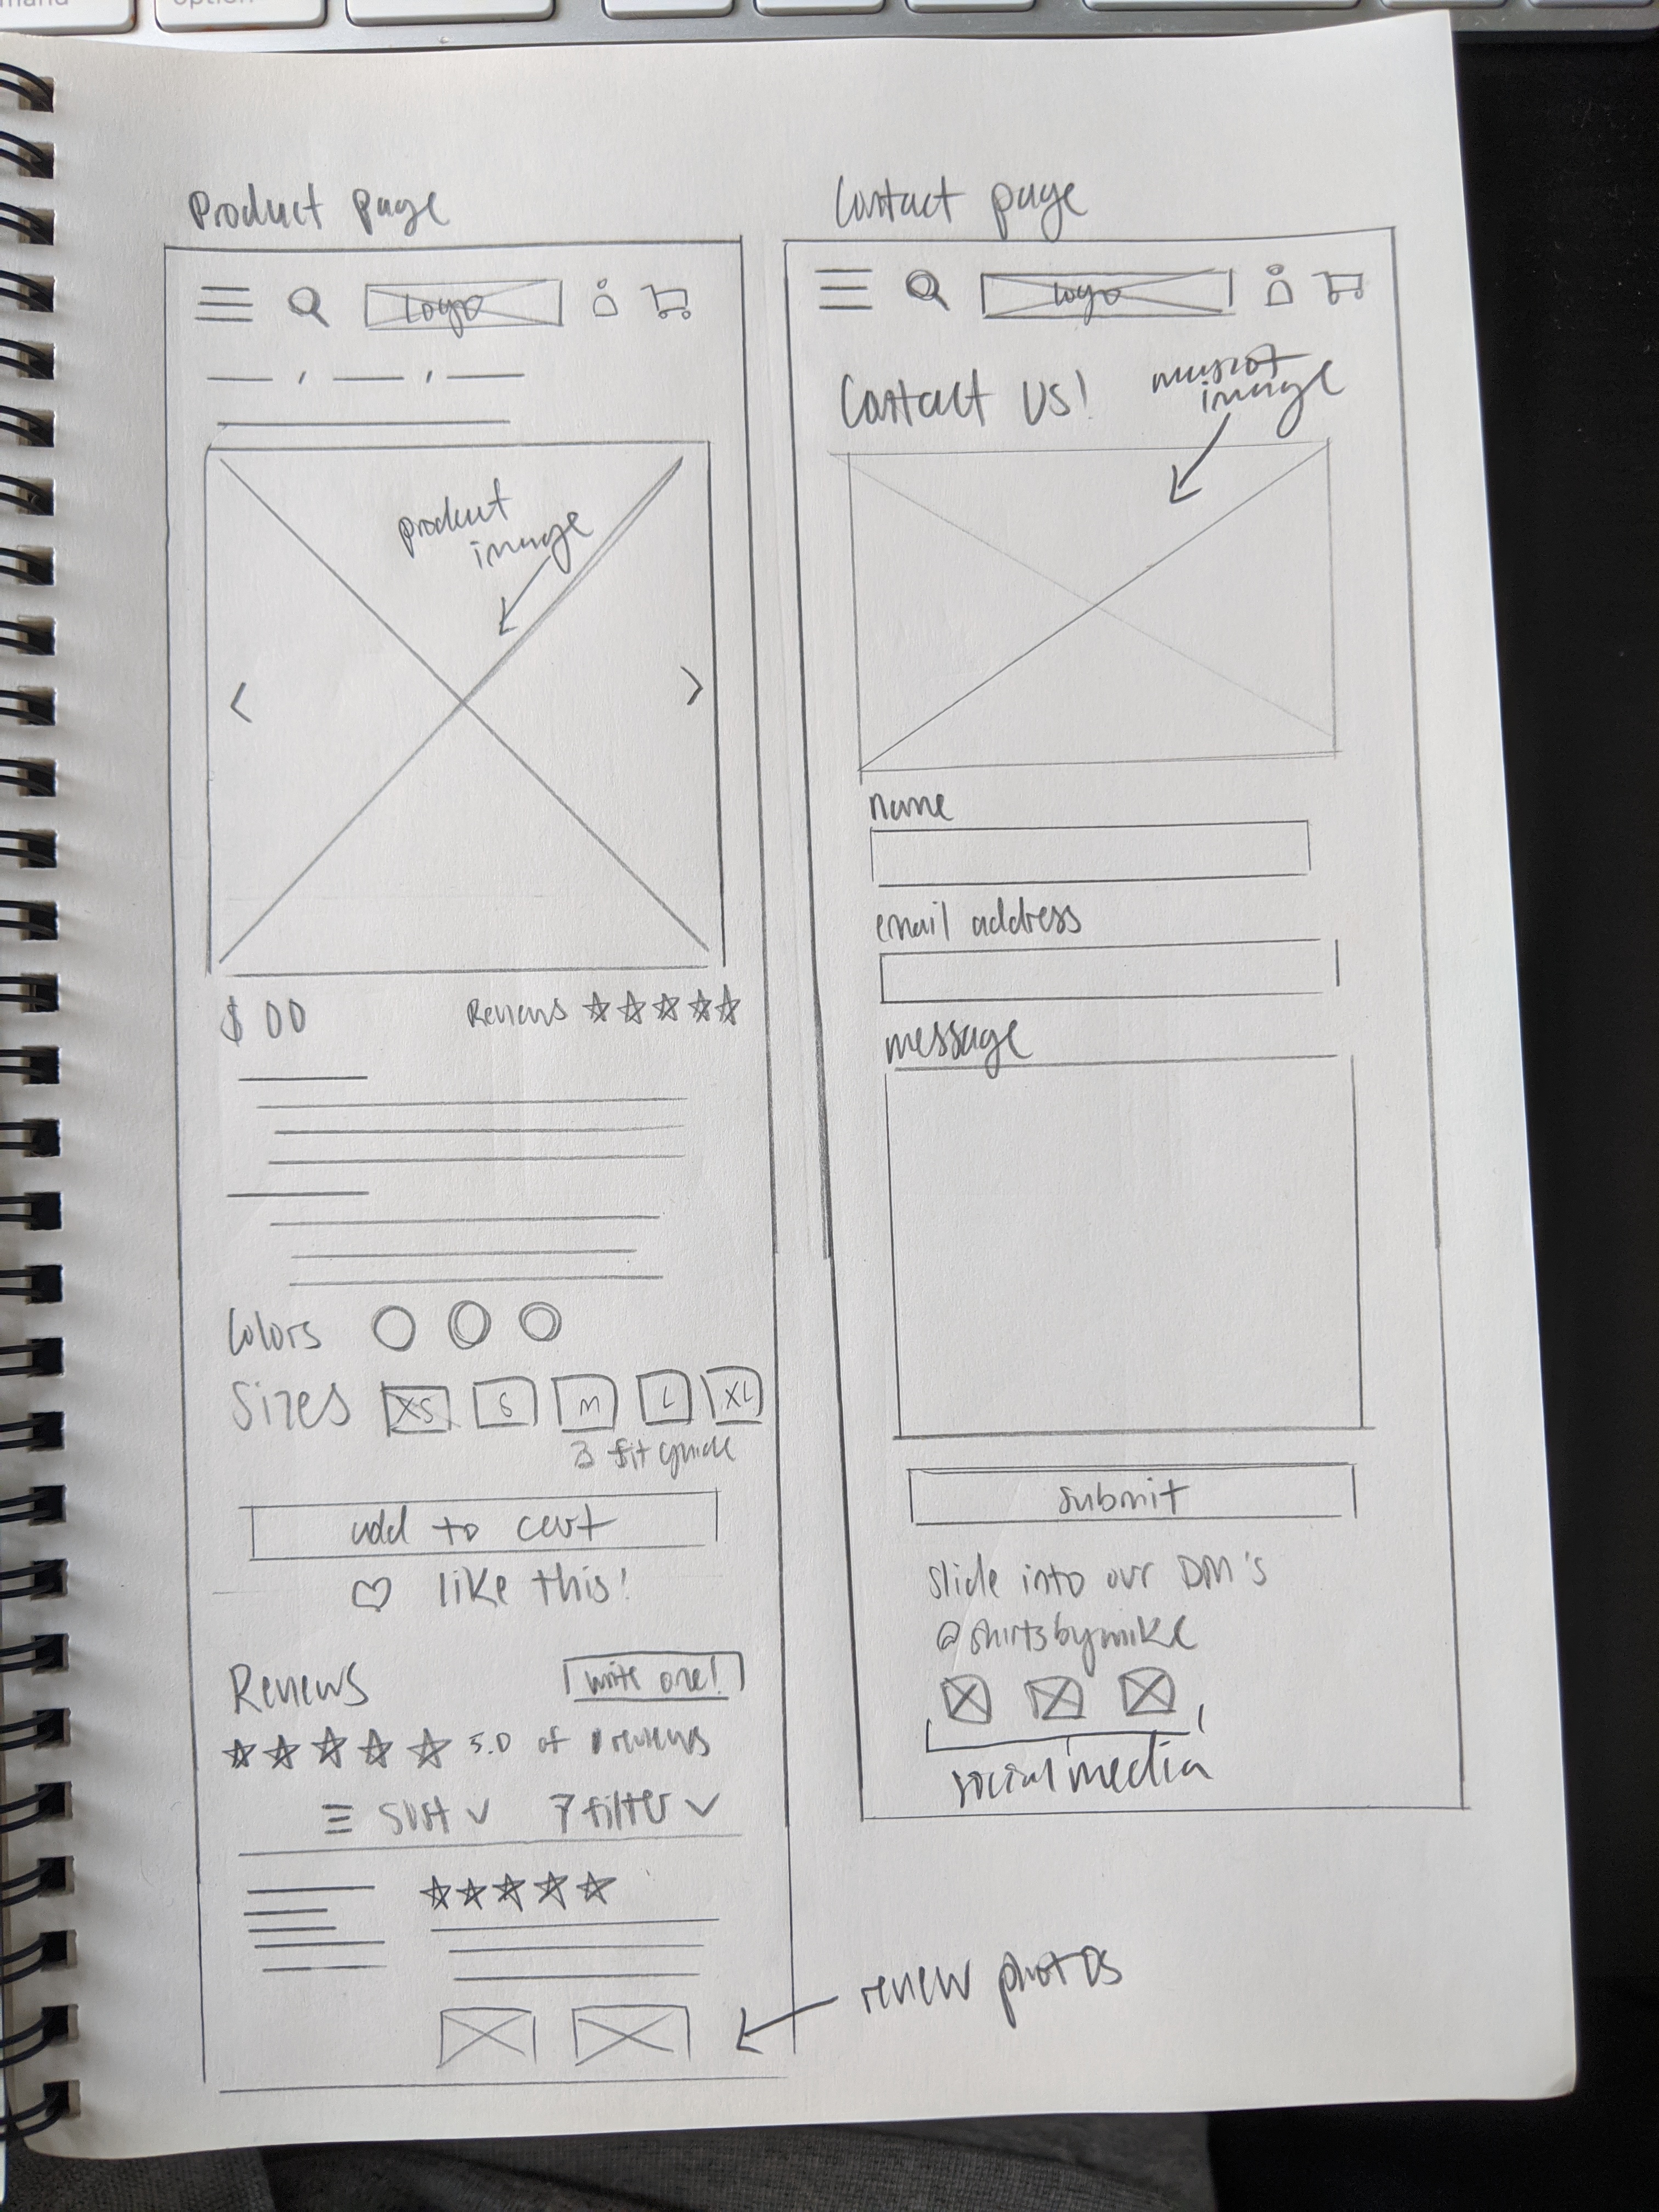 option
Product page
logo
product
image
<
>
$ 00
Reviews
Colors
Sizes
XS
S
M
L
XL
fit guide
add to cart
like this!
Reviews
write one!
5.0 of reviews
Sort
filter
Contact page
logo
Contact Us!
mascot
image
name
email address
message
submit
slide into our DM's
@shirtsbymike
social media
review photos